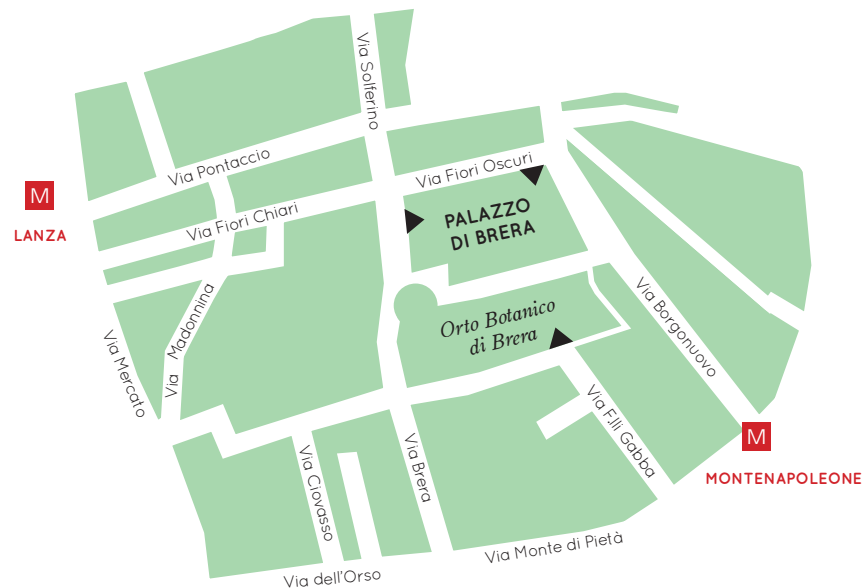 Via Solferino
Via Pontaccio
Via Fiori Oscuri
M
LANZA
Via Fiori Chiari
PALAZZO
DI BRERA
Via Madonnina
Via Mercato
Orto Botanico
di Brera
Via Borgonuovo
Via F.lli Gabba
M
MONTENAPOLEONE
Via Ciovasso
Via Brera
Via Monte di Pietà
Via dell'Orso